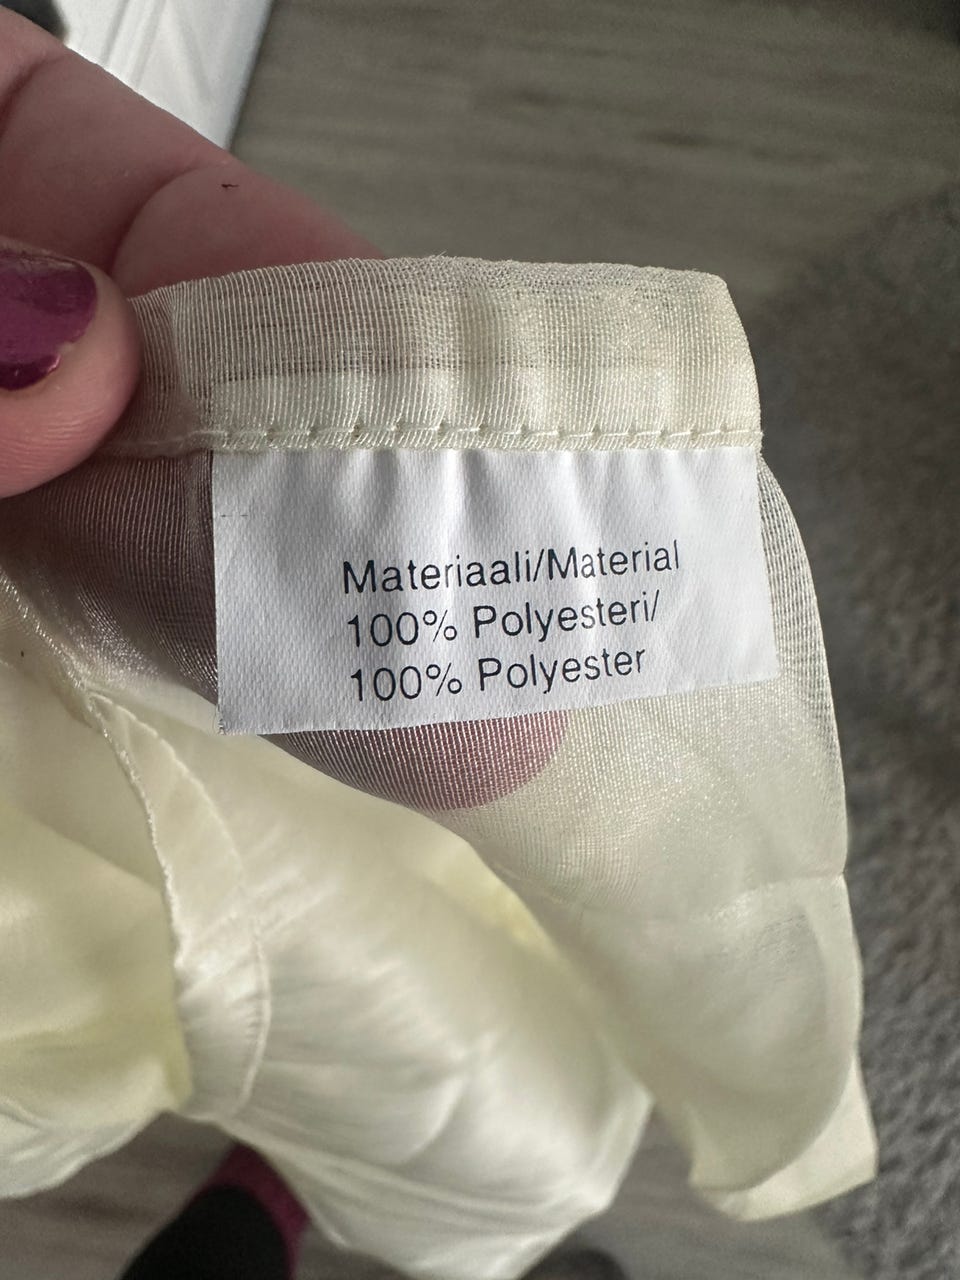 Materiaali/Material
100% Polyesteri/
100% Polyester